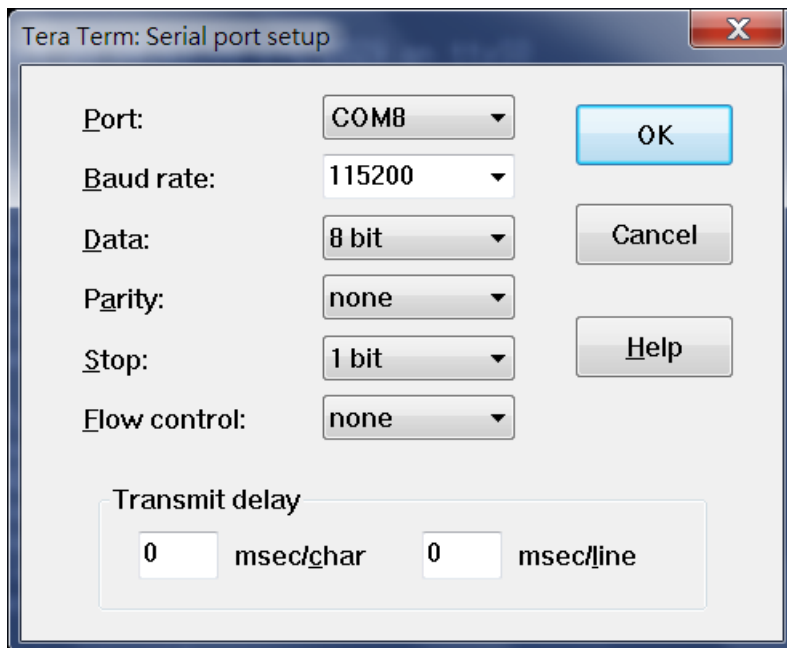 Tera Term: Serial port setup
Port: COM8
OK
Baud rate: 115200
Data: 8 bit
Cancel
Parity: none
Stop: 1 bit
Help
Flow control: none
Transmit delay
0 msec/char 0 msec/line